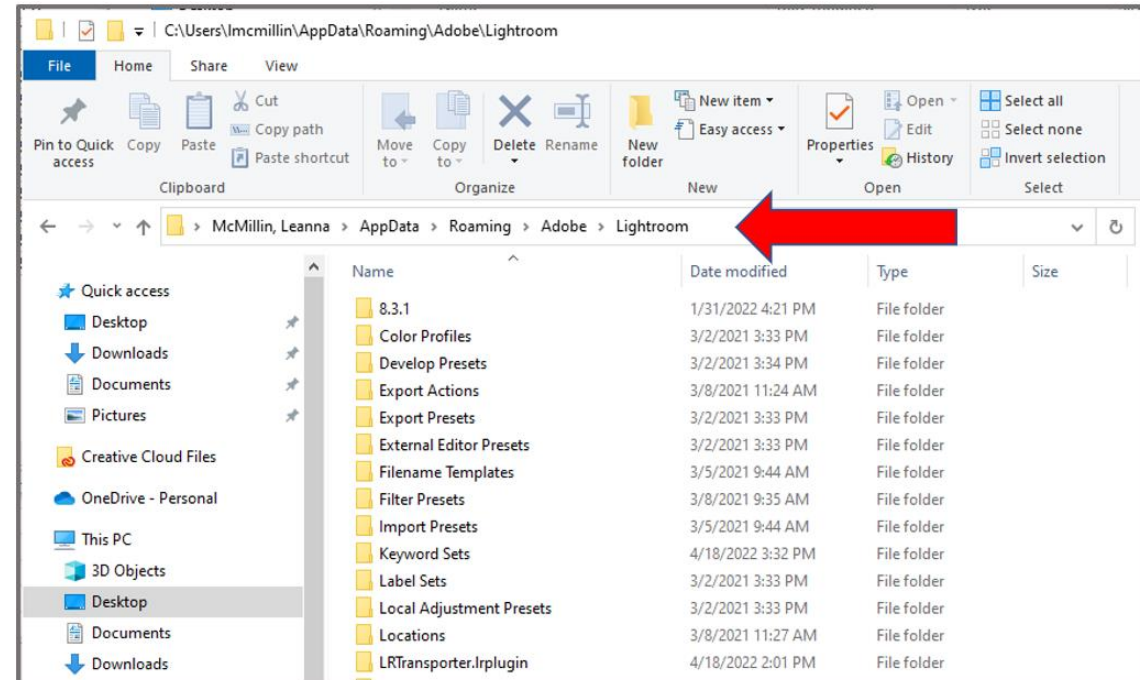 C:\Users\lmcmillin\AppData\Roaming\Adobe\Lightroom
File Home Share View
Pin to Quick access
Copy
Paste
Cut
Copy path
Paste shortcut
Clipboard
Move to
Copy to
Delete
Rename
Organize
New folder
New item
Easy access
New
Properties
Open
Edit
History
Open
Select all
Select none
Invert selection
Select
McMillin, Leanna > AppData > Roaming > Adobe > Lightroom
Quick access
Desktop
Downloads
Documents
Pictures
Creative Cloud Files
OneDrive - Personal
This PC
3D Objects
Desktop
Documents
Downloads
Name Date modified Type Size
8.3.1 1/31/2022 4:21 PM File folder
Color Profiles 3/2/2021 3:33 PM File folder
Develop Presets 3/2/2021 3:34 PM File folder
Export Actions 3/8/2021 11:24 AM File folder
Export Presets 3/2/2021 3:33 PM File folder
External Editor Presets 3/2/2021 3:33 PM File folder
Filename Templates 3/5/2021 9:44 AM File folder
Filter Presets 3/8/2021 9:35 AM File folder
Import Presets 3/5/2021 9:44 AM File folder
Keyword Sets 4/18/2022 3:32 PM File folder
Label Sets 3/2/2021 3:33 PM File folder
Local Adjustment Presets 3/2/2021 3:33 PM File folder
Locations 3/8/2021 11:27 AM File folder
LRTransporter.lrplugin 4/18/2022 2:01 PM File folder